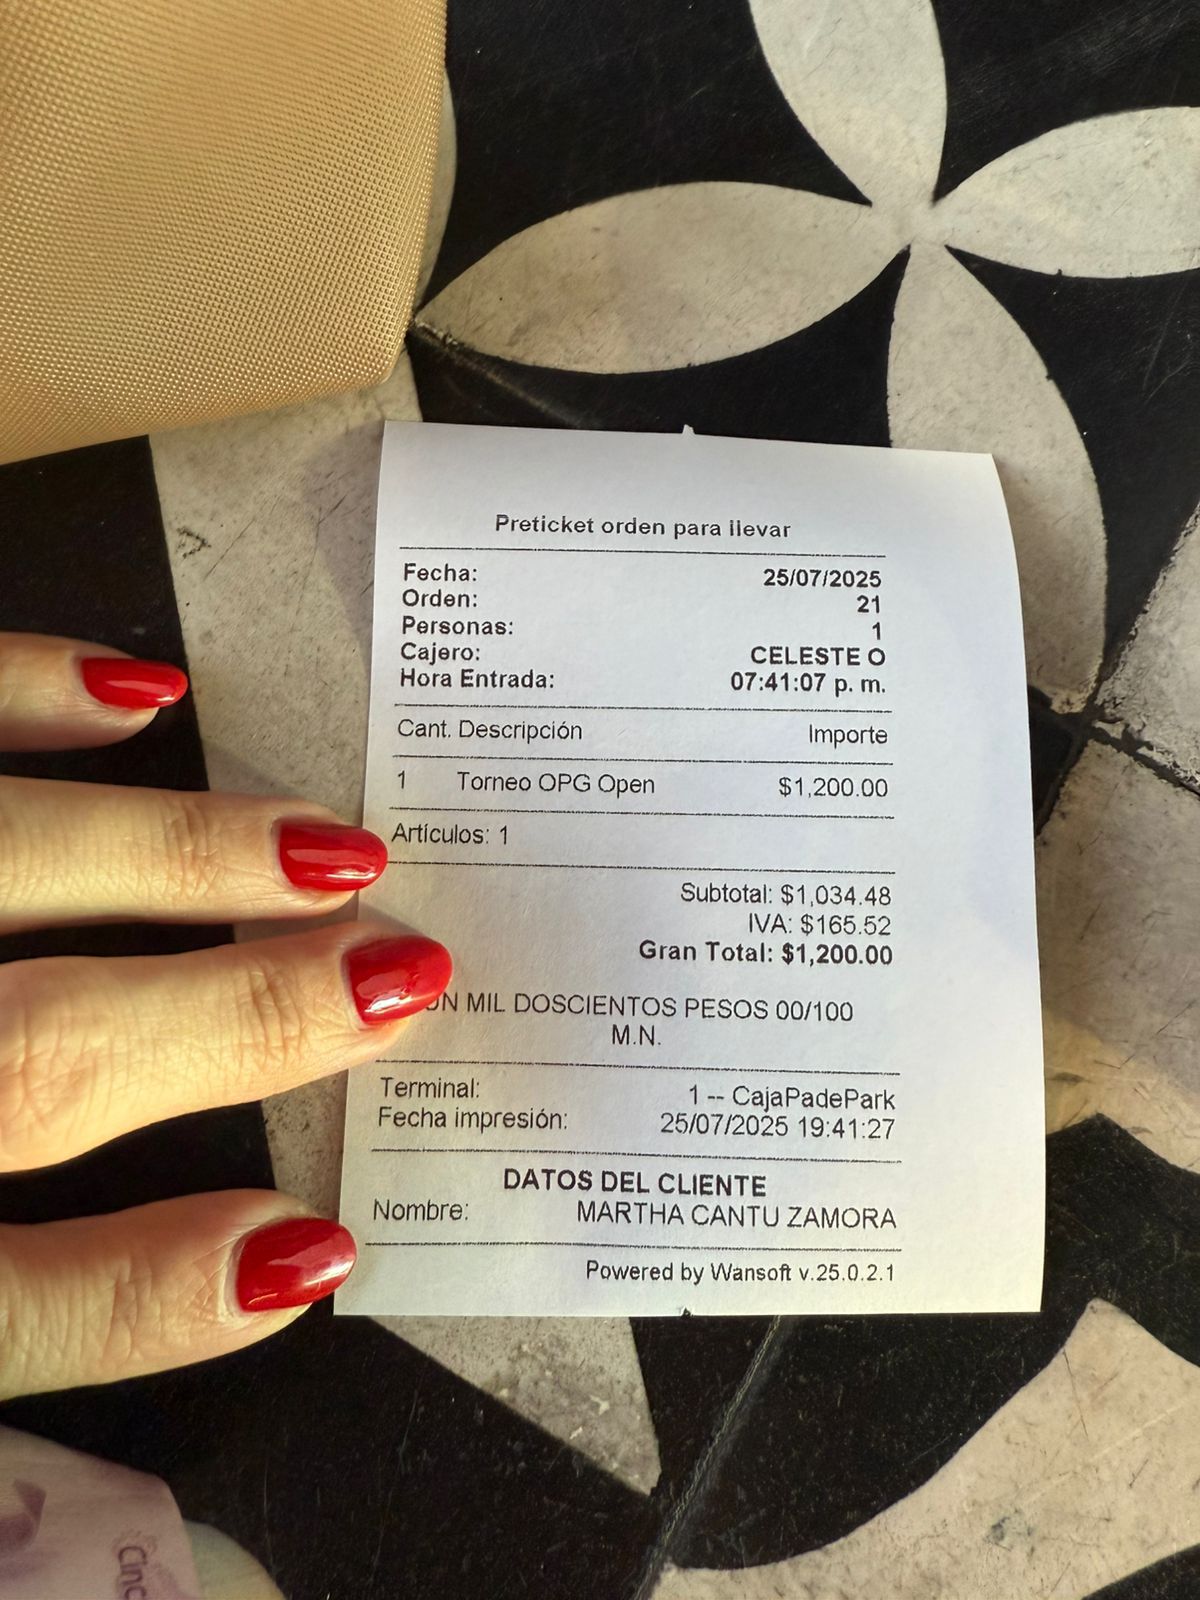 Preticket orden para llevar
Fecha: 25/07/2025
Orden: 21
Personas: 1
Cajero: CELESTE O
Hora Entrada: 07:41:07 p. m.
Cant. Descripción Importe
1 Torneo OPG Open $1,200.00
Artículos: 1
Subtotal: $1,034.48
IVA: $165.52
Gran Total: $1,200.00
UN MIL DOSCIENTOS PESOS 00/100
M.N.
Terminal: 1 -- CajaPadePark
Fecha impresión: 25/07/2025 19:41:27
DATOS DEL CLIENTE
Nombre: MARTHA CANTU ZAMORA
Powered by Wansoft v.25.0.2.1